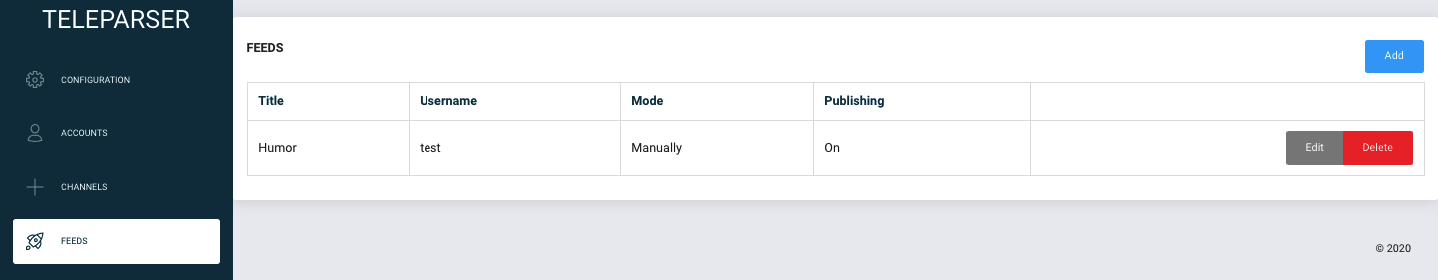 TELEPARSER
CONFIGURATION
ACCOUNTS
CHANNELS
FEEDS
FEEDS
Add
Title Username Mode Publishing
Humor test Manually On Edit Delete
© 2020